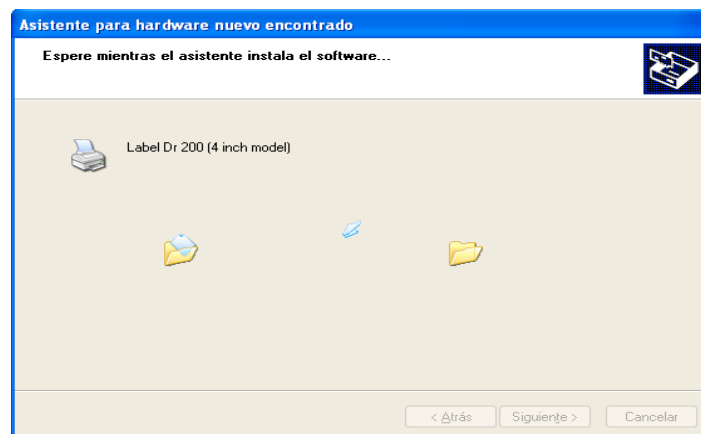 Asistente para hardware nuevo encontrado
Espere mientras el asistente instala el software...
Label Dr 200 (4 inch model)
< Atrás Siguiente > Cancelar